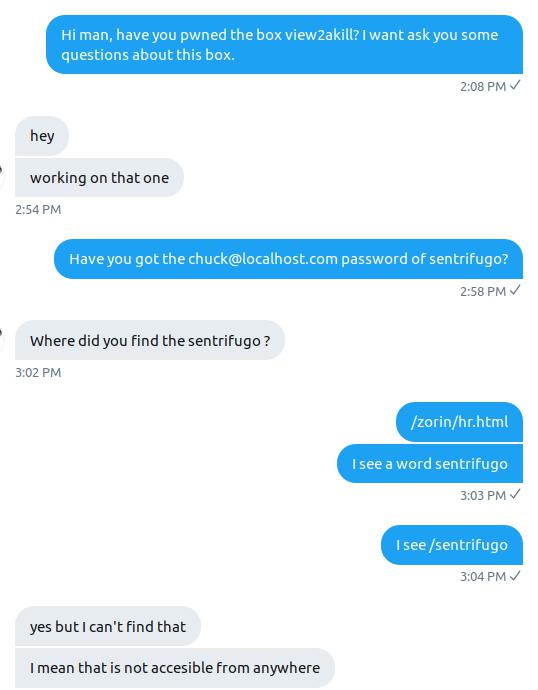 Hi man, have you pwned the box view2akill? I want ask you some
questions about this box.
2:08 PM ✓
hey
working on that one
2:54 PM
Have you got the chuck@localhost.com password of sentrifugo?
2:58 PM ✓
Where did you find the sentrifugo ?
3:02 PM
/zorin/hr.html
I see a word sentrifugo
3:03 PM ✓
I see /sentrifugo
3:04 PM ✓
yes but I can't find that
I mean that is not accesible from anywhere